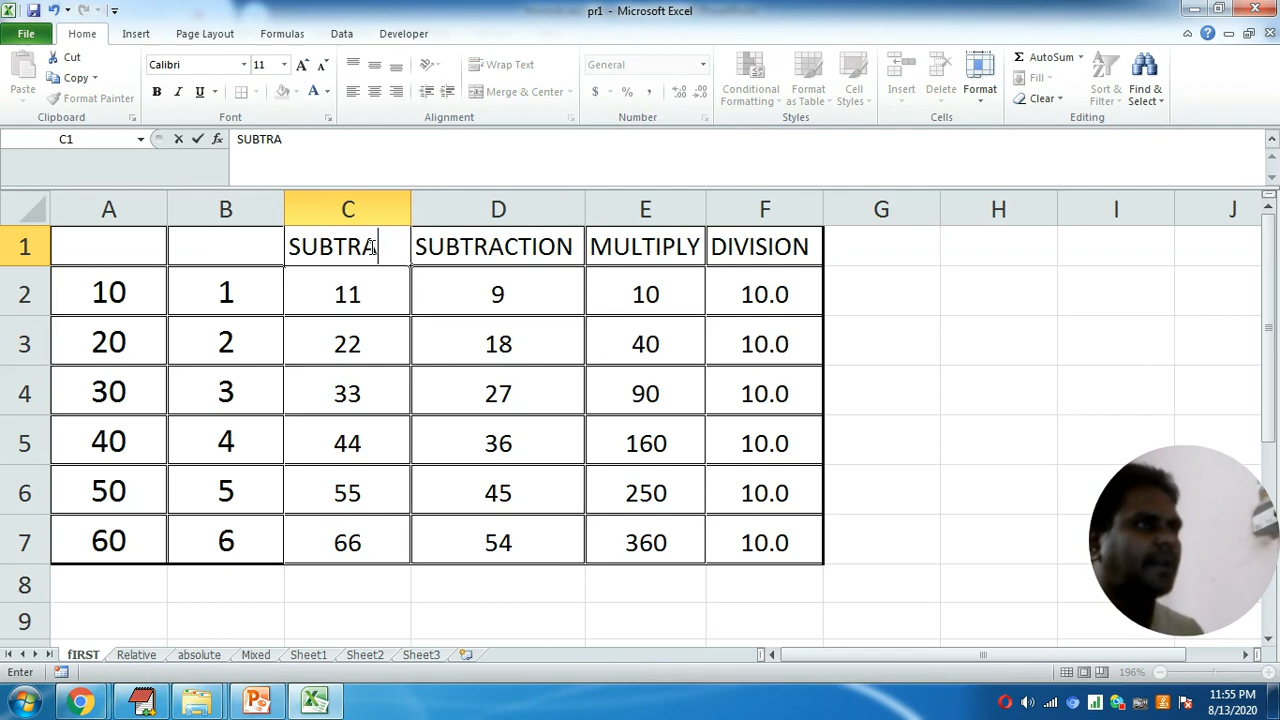 pr1 - Microsoft Excel
File Home Insert Page Layout Formulas Data Developer
Cut
Copy
Format Painter
Paste
Clipboard
Calibri 11
B I U
Font
Wrap Text
Merge & Center
Alignment
General
$ % ,
Number
Conditional Formatting
Format as Table
Cell Styles
Styles
Insert Delete Format
Cells
Σ AutoSum
Fill
Clear
Sort & Filter
Find & Select
Editing
C1 fx SUBTRA
A B C D E F G H I J
1 SUBTRA SUBTRACTION MULTIPLY DIVISION
2 10 1 11 9 10 10.0
3 20 2 22 18 40 10.0
4 30 3 33 27 90 10.0
5 40 4 44 36 160 10.0
6 50 5 55 45 250 10.0
7 60 6 66 54 360 10.0
8
9
fIRST Relative absolute Mixed Sheet1 Sheet2 Sheet3
Enter 196%
11:55 PM
8/13/2020